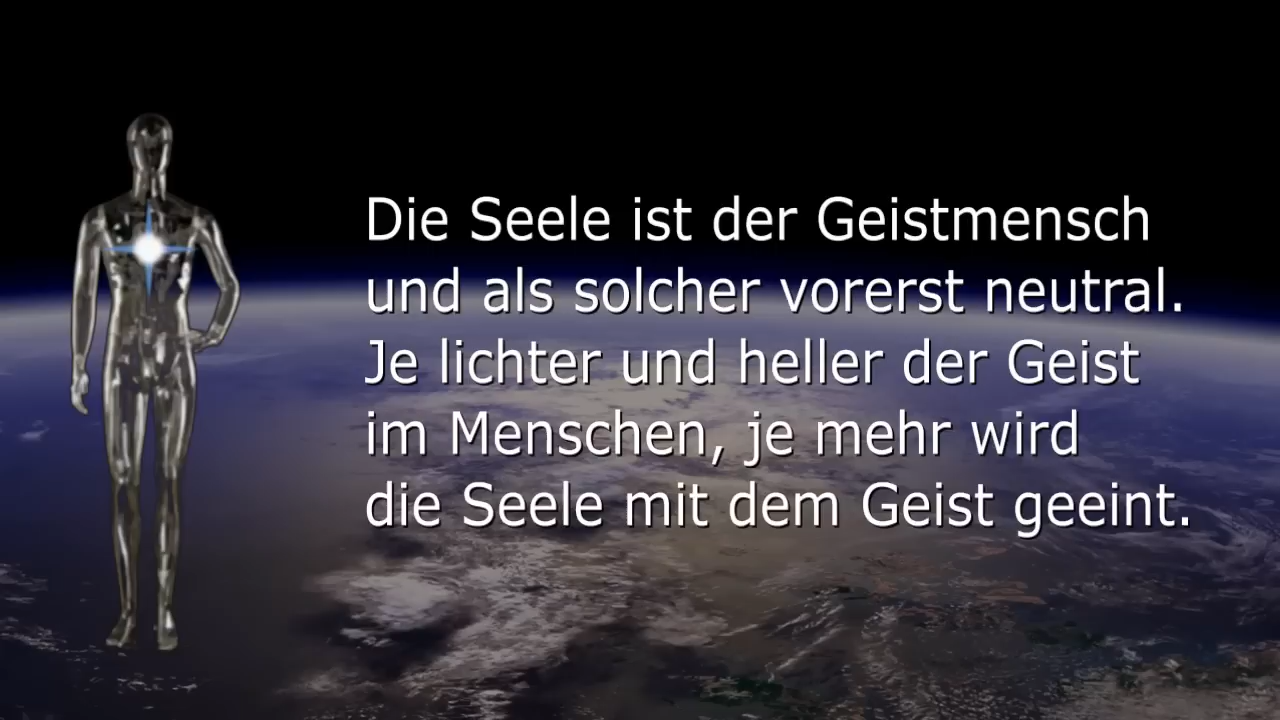 Die Seele ist der Geistmensch
und als solcher vorerst neutral.
Je lichter und heller der Geist
im Menschen, je mehr wird
die Seele mit dem Geist geeint.